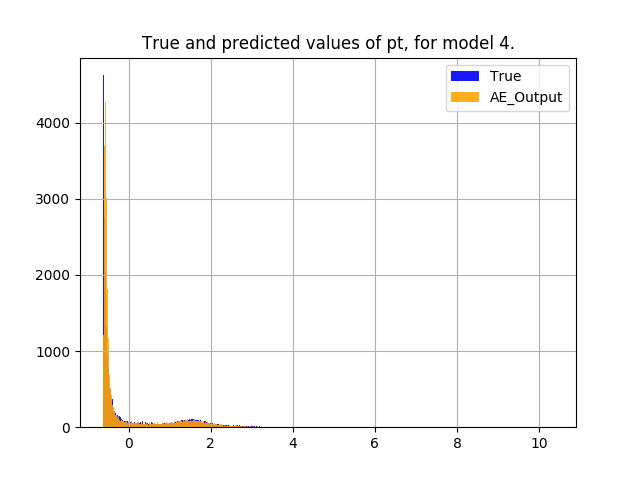 True and predicted values of pt, for model 4.
True
AE_Output
4000
3000
2000
1000
0
0 2 4 6 8 10